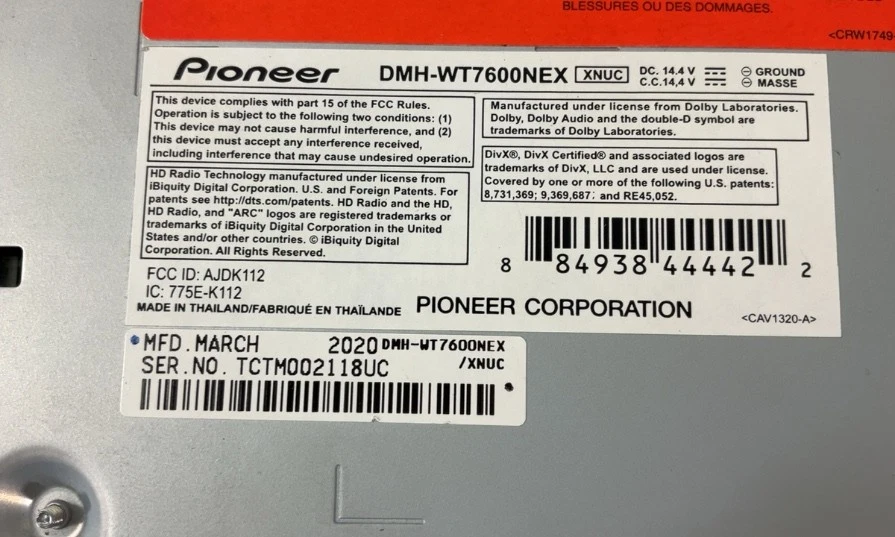 BLESSURES OU DES DOMMAGES.
<CRW1749-
Pioneer DMH-WT7600NEX XNUC DC. 14.4 V GROUND
C.C.14,4 V MASSE
This device complies with part 15 of the FCC Rules.
Operation is subject to the following two conditions: (1)
This device may not cause harmful interference, and (2)
this device must accept any interference received,
including interference that may cause undesired operation.
Manufactured under license from Dolby Laboratories.
Dolby, Dolby Audio and the double-D symbol are
trademarks of Dolby Laboratories.
DivX®, DivX Certified® and associated logos are
trademarks of DivX, LLC and are used under license.
Covered by one or more of the following U.S. patents:
8,731,369; 9,369,687; and RE45,052.
HD Radio Technology manufactured under license from
iBiquity Digital Corporation. U.S. and Foreign Patents. For
patents see http://dts.com/patents. HD Radio and the HD,
HD Radio, and "ARC" logos are registered trademarks or
trademarks of iBiquity Digital Corporation in the United
States and/or other countries. © iBiquity Digital
Corporation. All Rights Reserved.
8 84938 44442 2
FCC ID: AJDK112
IC: 775E-K112
MADE IN THAILAND/FABRIQUÉ EN THAÏLANDE PIONEER CORPORATION
<CAV1320-A>
MFD.MARCH 2020 DMH-WT7600NEX
SER.NO. TCTM002118UC /XNUC